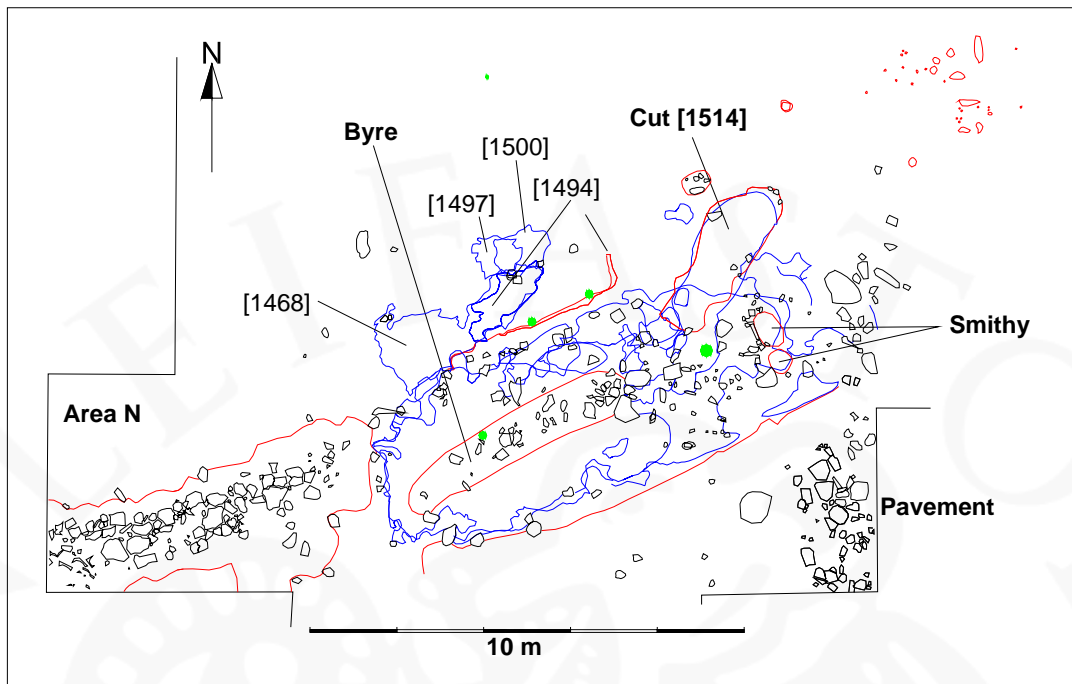 N
Byre
Cut [1514]
[1500]
[1494]
[1497]
[1468]
Smithy
Area N
Pavement
10 m